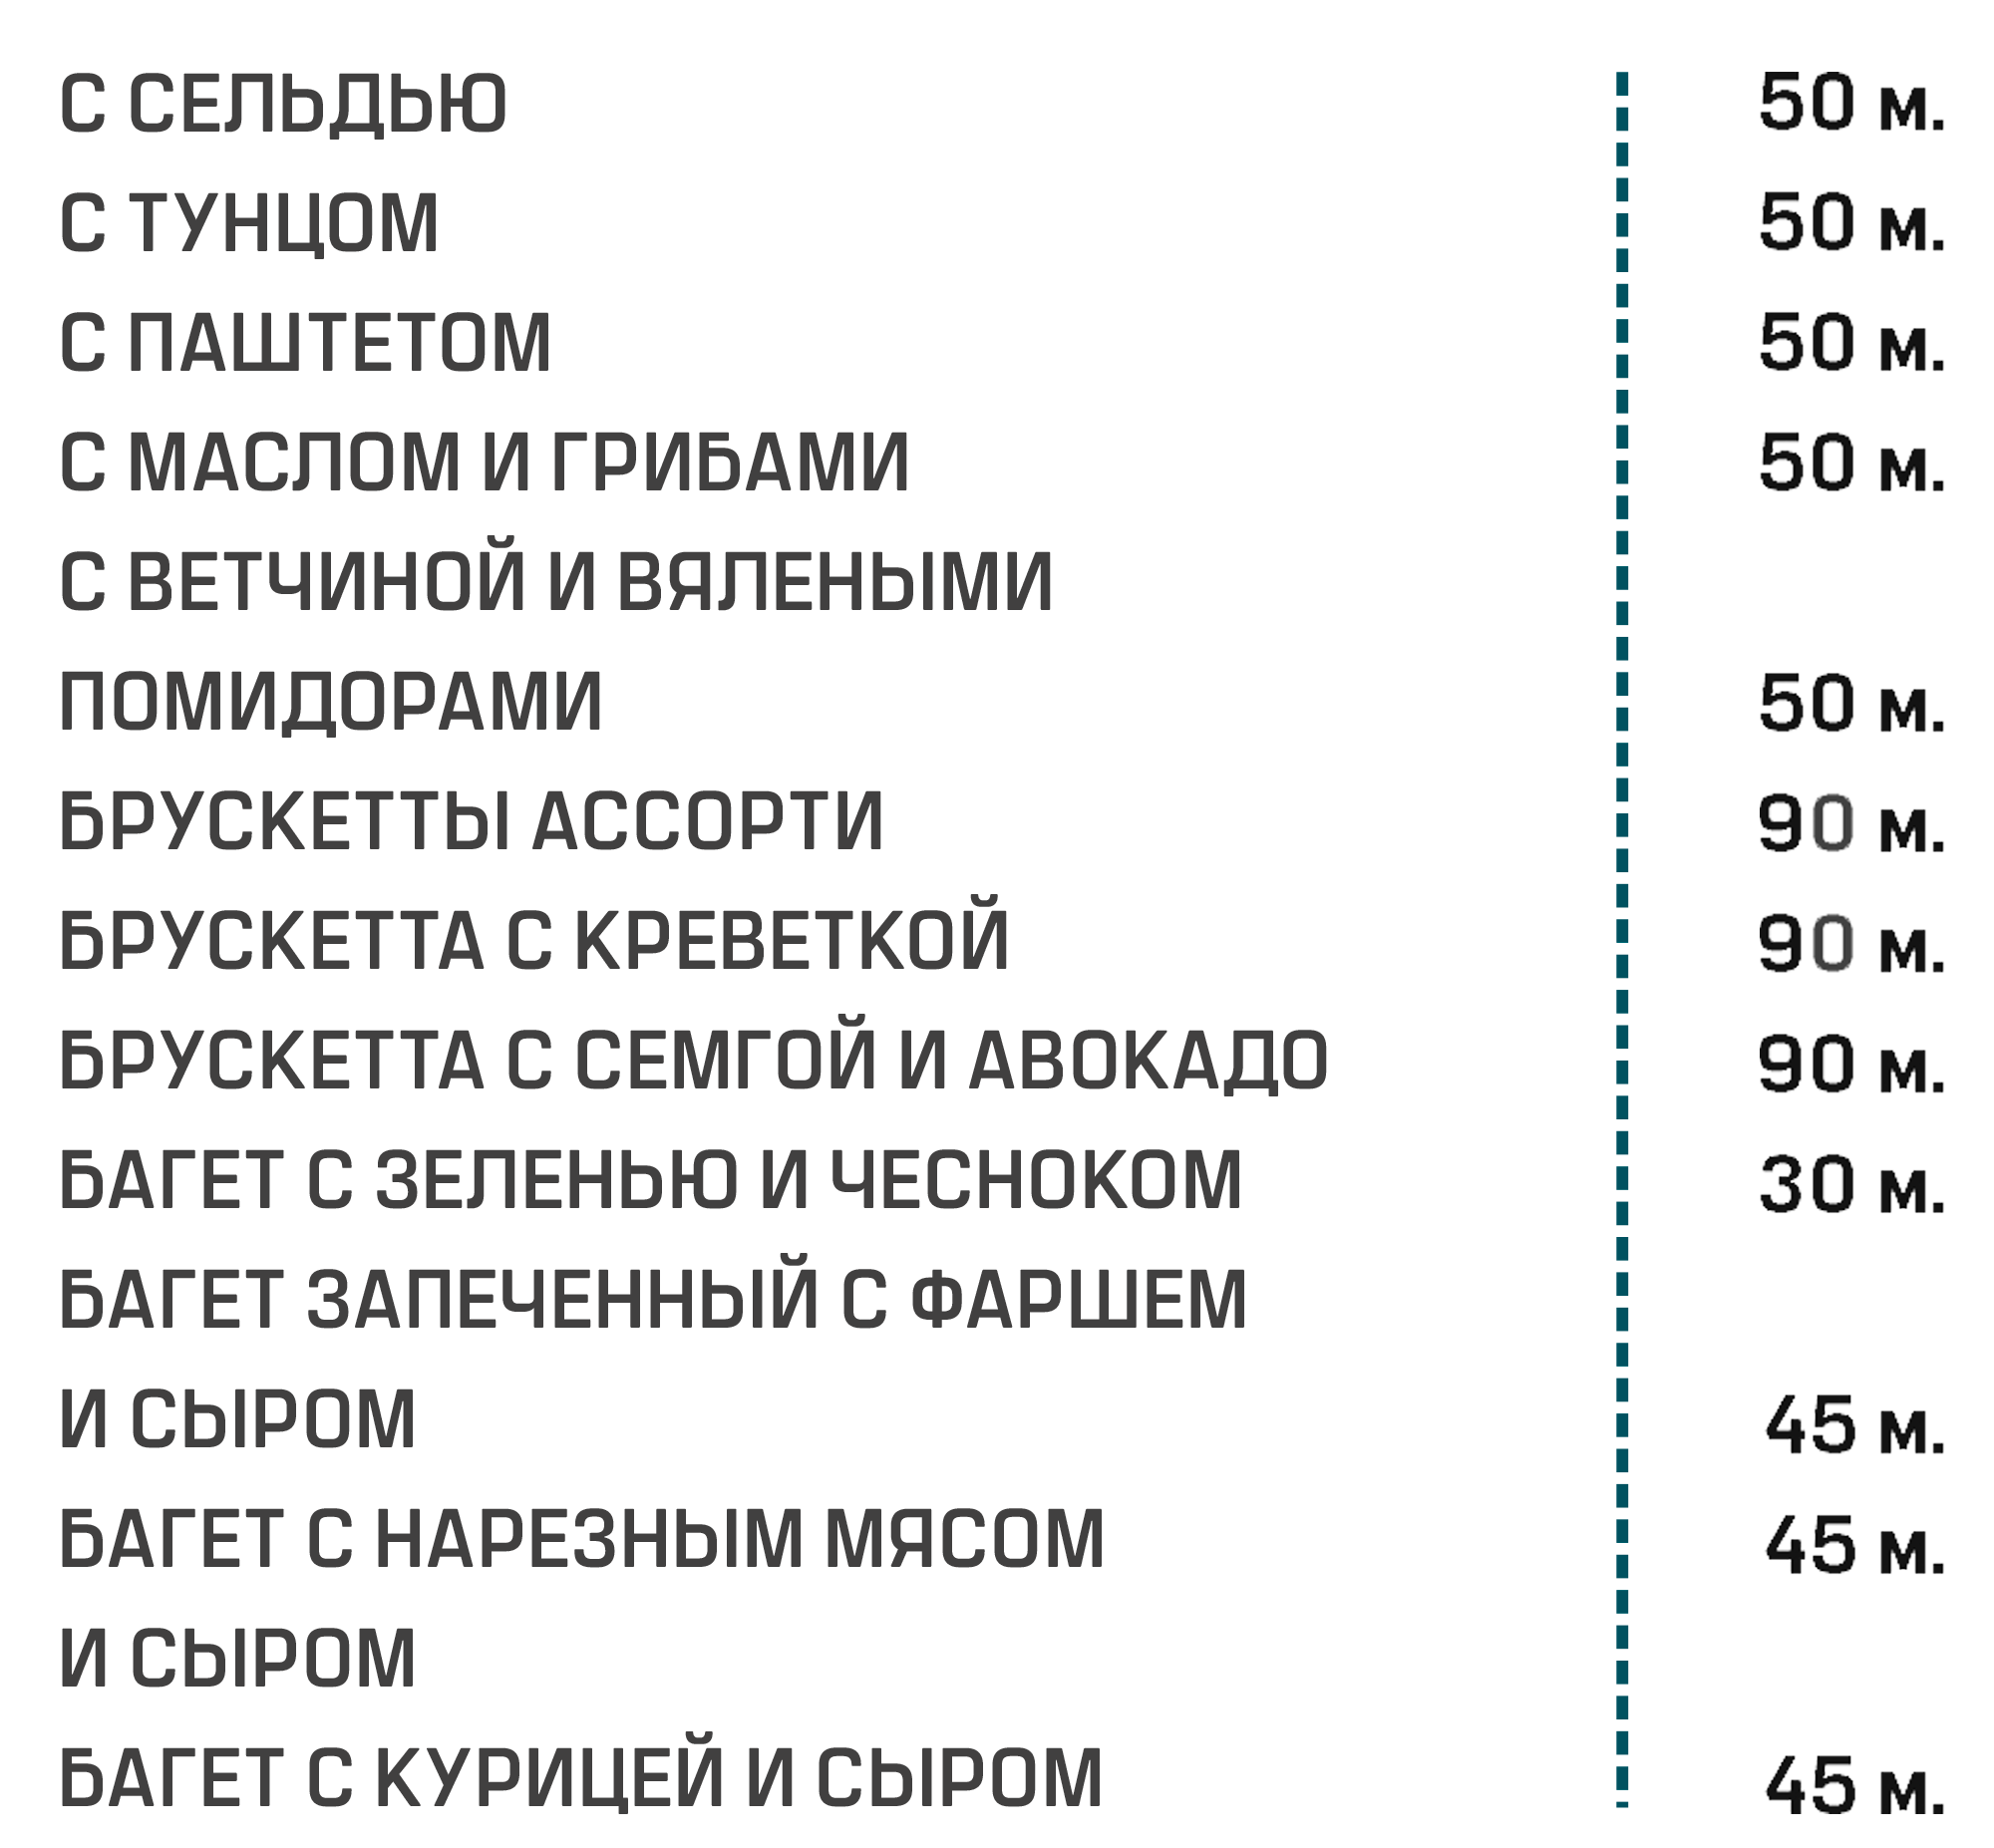 С СЕЛЬДЬЮ 50 м.
С ТУНЦОМ 50 м.
С ПАШТЕТОМ 50 м.
С МАСЛОМ И ГРИБАМИ 50 м.
С ВЕТЧИНОЙ И ВЯЛЕНЫМИ
ПОМИДОРАМИ 50 м.
БРУСКЕТТЫ АССОРТИ 90 м.
БРУСКЕТТА С КРЕВЕТКОЙ 90 м.
БРУСКЕТТА С СЕМГОЙ И АВОКАДО 90 м.
БАГЕТ С ЗЕЛЕНЬЮ И ЧЕСНОКОМ 30 м.
БАГЕТ ЗАПЕЧЕННЫЙ С ФАРШЕМ
И СЫРОМ 45 м.
БАГЕТ С НАРЕЗНЫМ МЯСОМ 45 м.
И СЫРОМ
БАГЕТ С КУРИЦЕЙ И СЫРОМ 45 м.